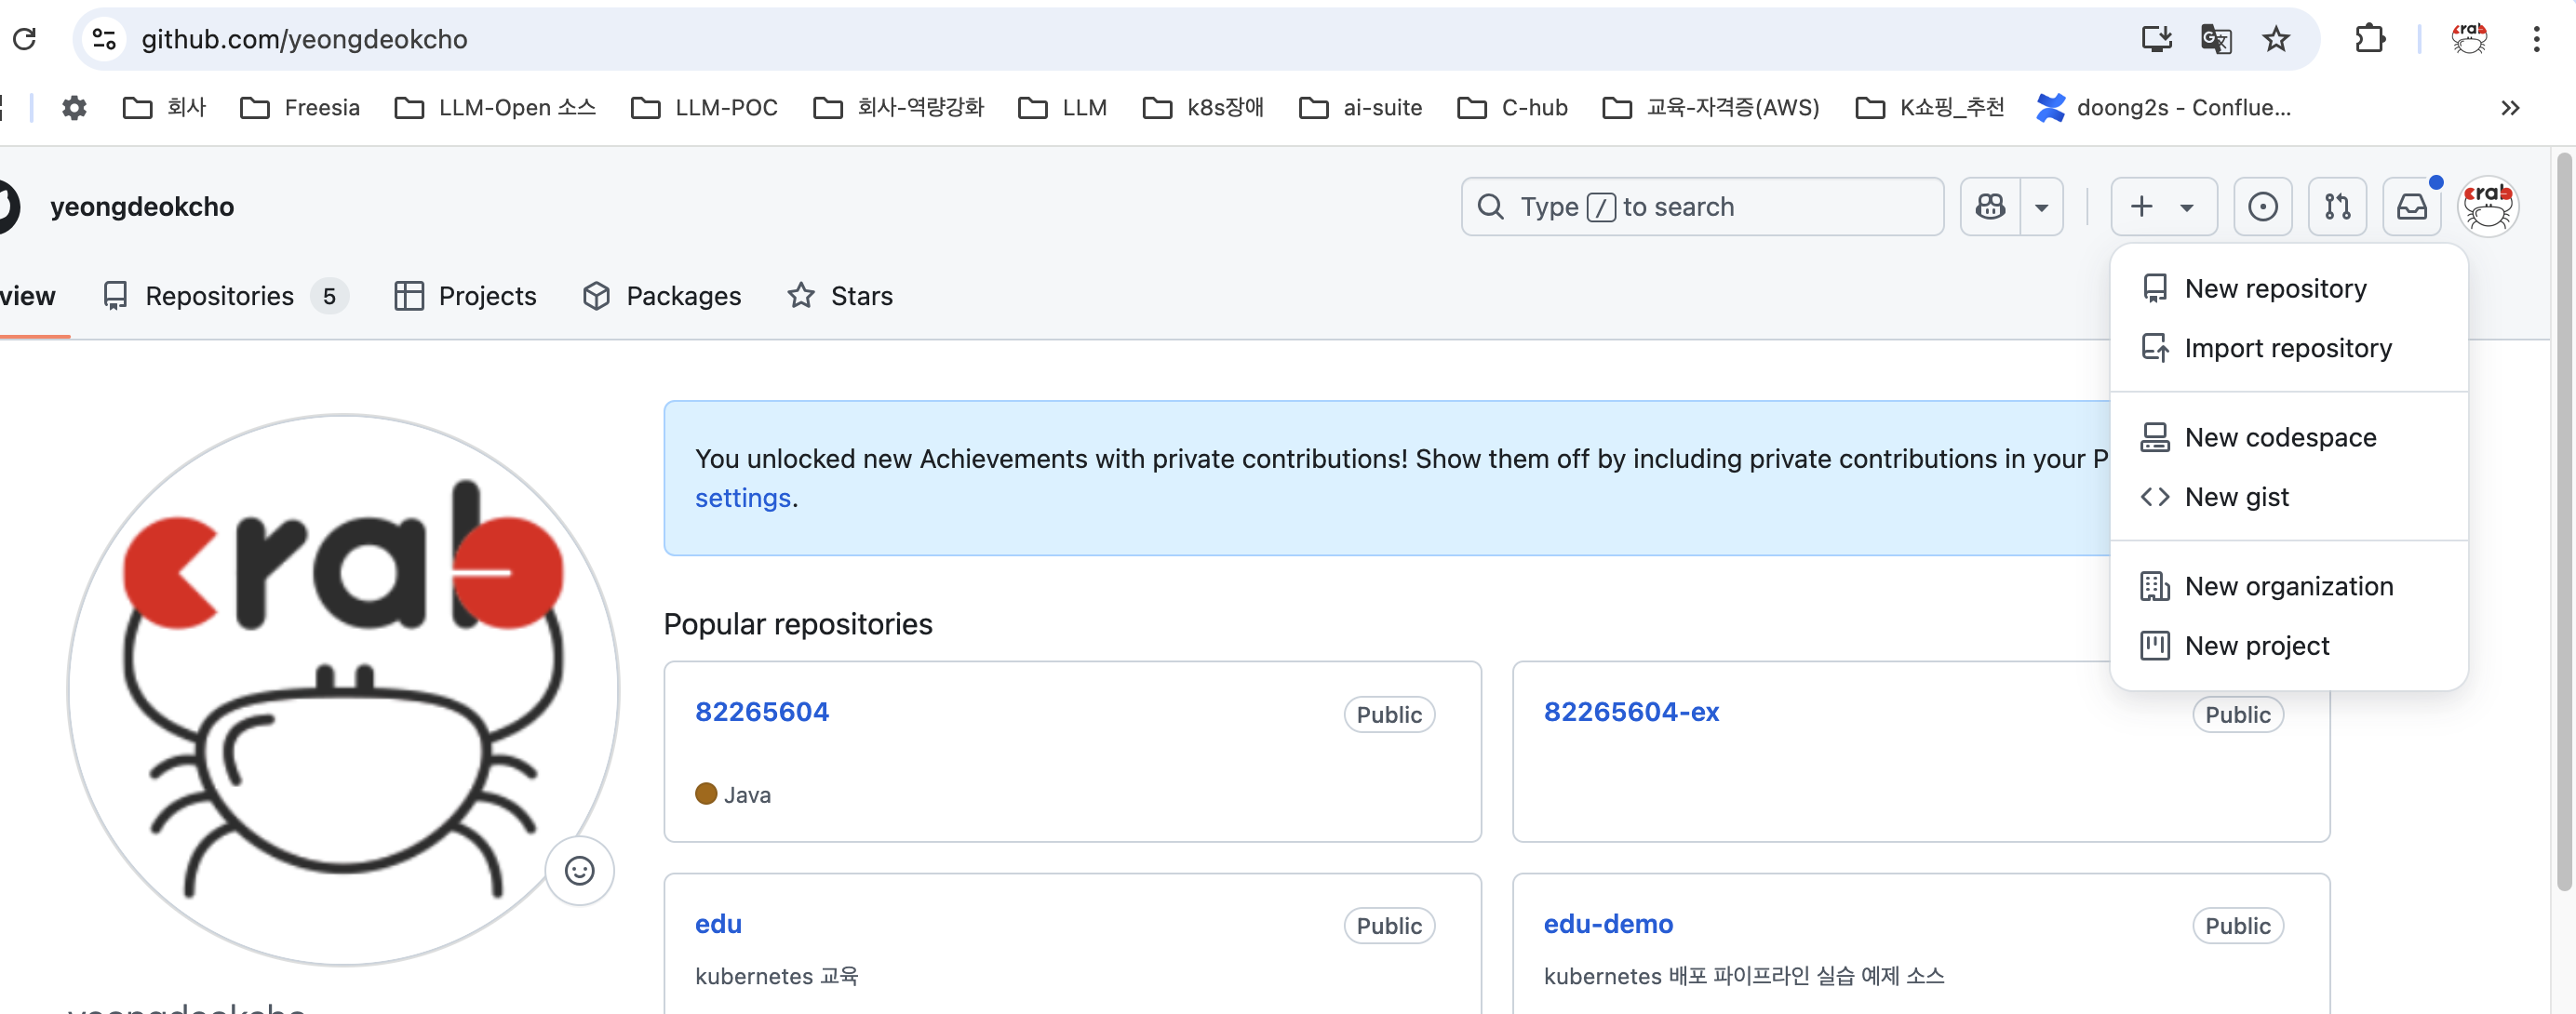 github.com/yeongdeokcho
회사 Freesia LLM-Open 소스 LLM-POC 회사-역량강화 LLM k8s장애 ai-suite C-hub 교육-자격증(AWS) K쇼핑_추천 doong2s - Conflue...
yeongdeokcho
Type / to search
view Repositories 5 Projects Packages Stars
New repository
Import repository
New codespace
New gist
New organization
New project
You unlocked new Achievements with private contributions! Show them off by including private contributions in your P
settings.
crab
Popular repositories
82265604 Public
Java
82265604-ex Public
edu Public
kubernetes 교육
edu-demo Public
kubernetes 배포 파이프라인 실습 예제 소스